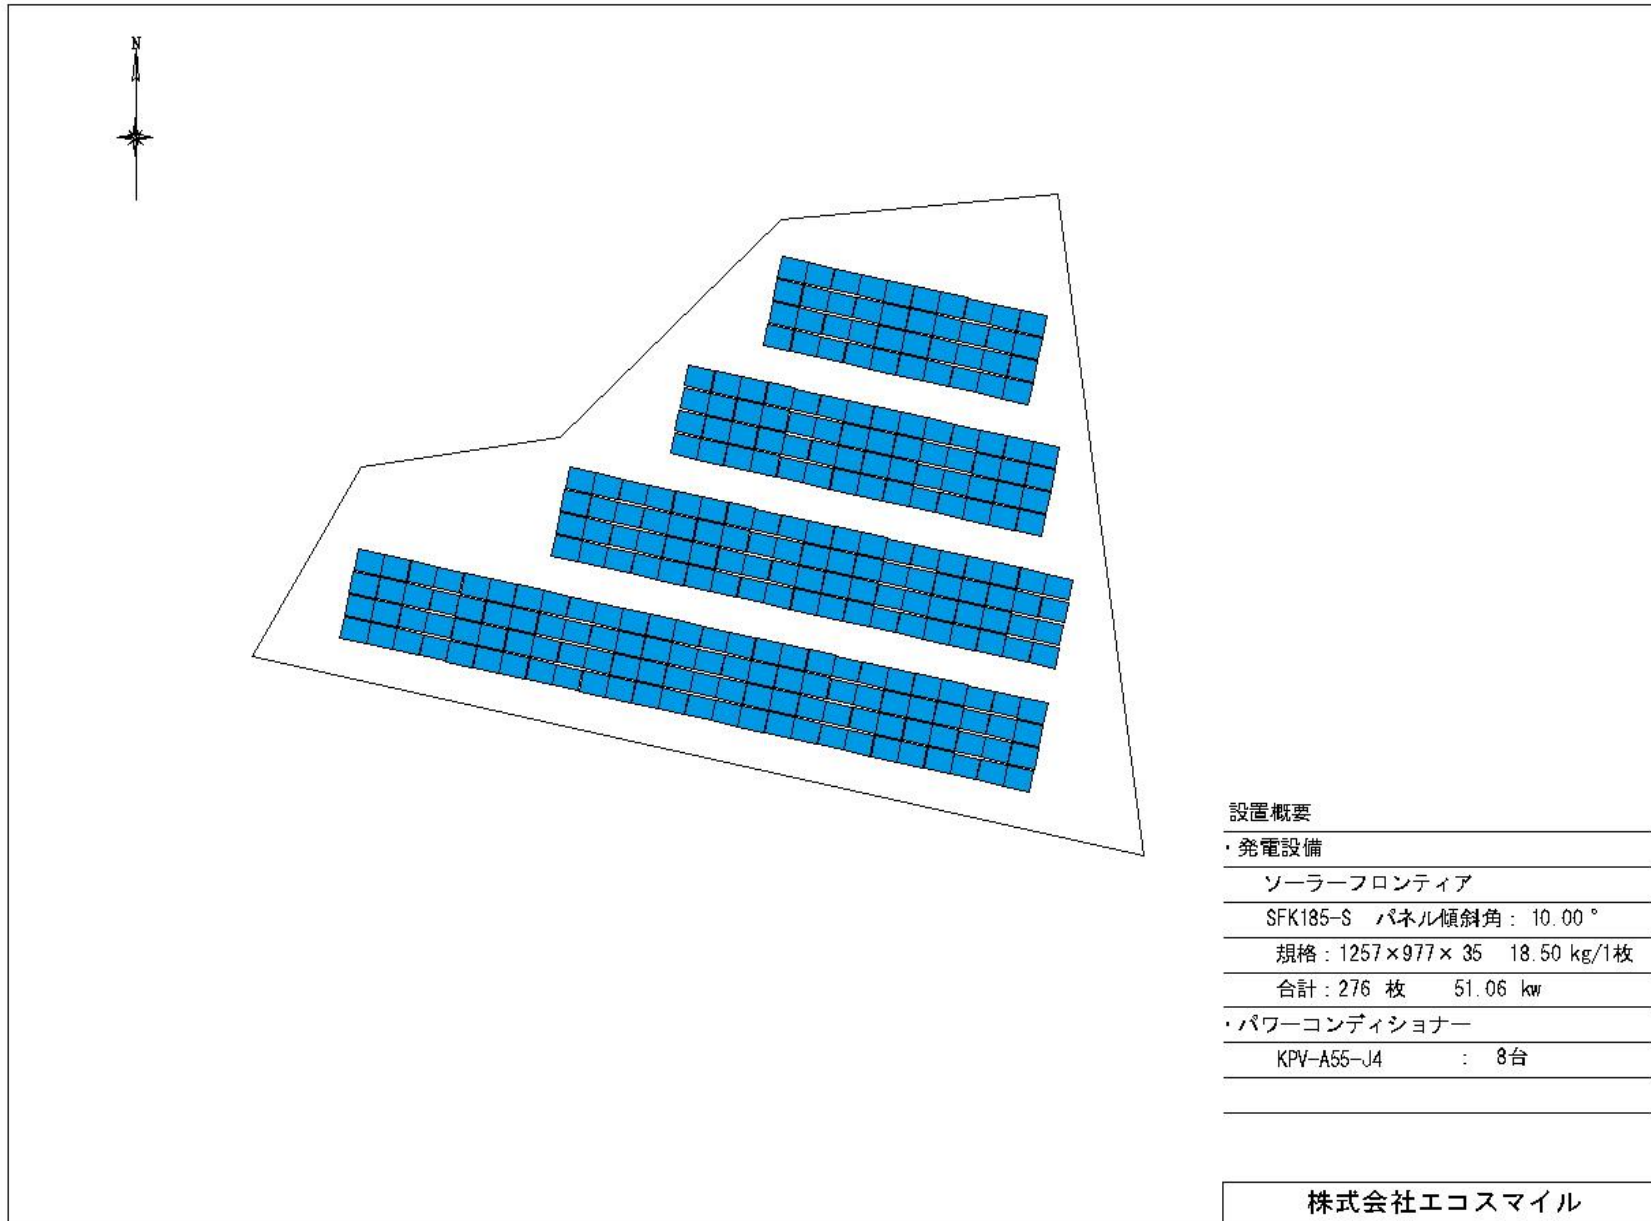 N
設置概要
・発電設備
ソーラーフロンティア
SFK185-S パネル傾斜角: 10.00°
規格:1257×977× 35 18.50 kg/1枚
合計:276 枚 51.06 kw
・パワーコンディショナー
KPV-A55-J4 : 8台
株式会社エコスマイル